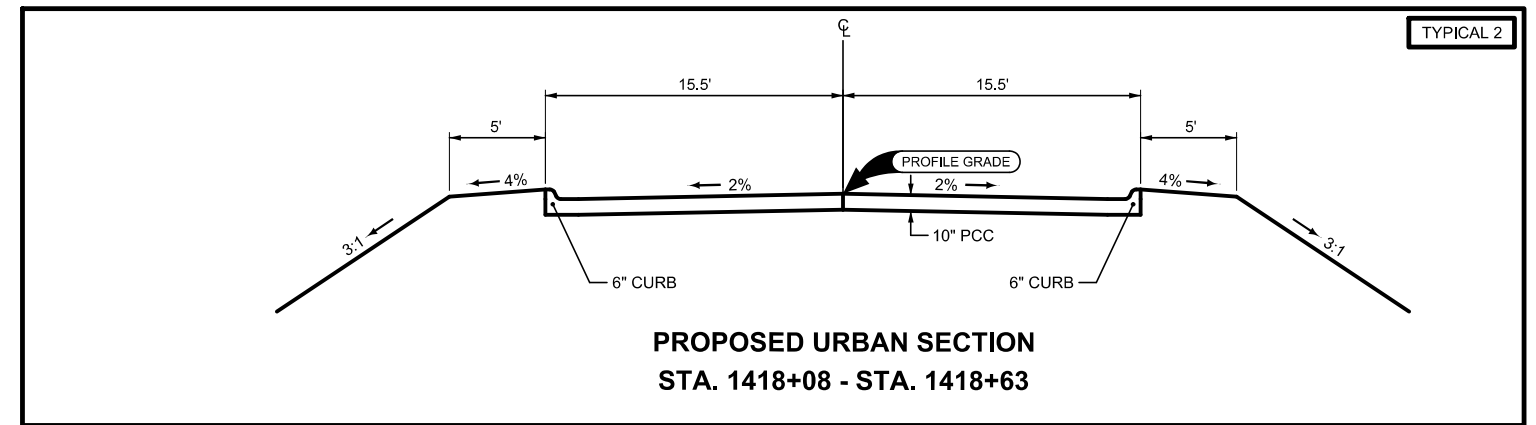 TYPICAL 2
℄
15.5' 15.5'
5' 5'
PROFILE GRADE
4% 2% 2% 4%
3:1 10" PCC 3:1
6" CURB 6" CURB
PROPOSED URBAN SECTION
STA. 1418+08 - STA. 1418+63